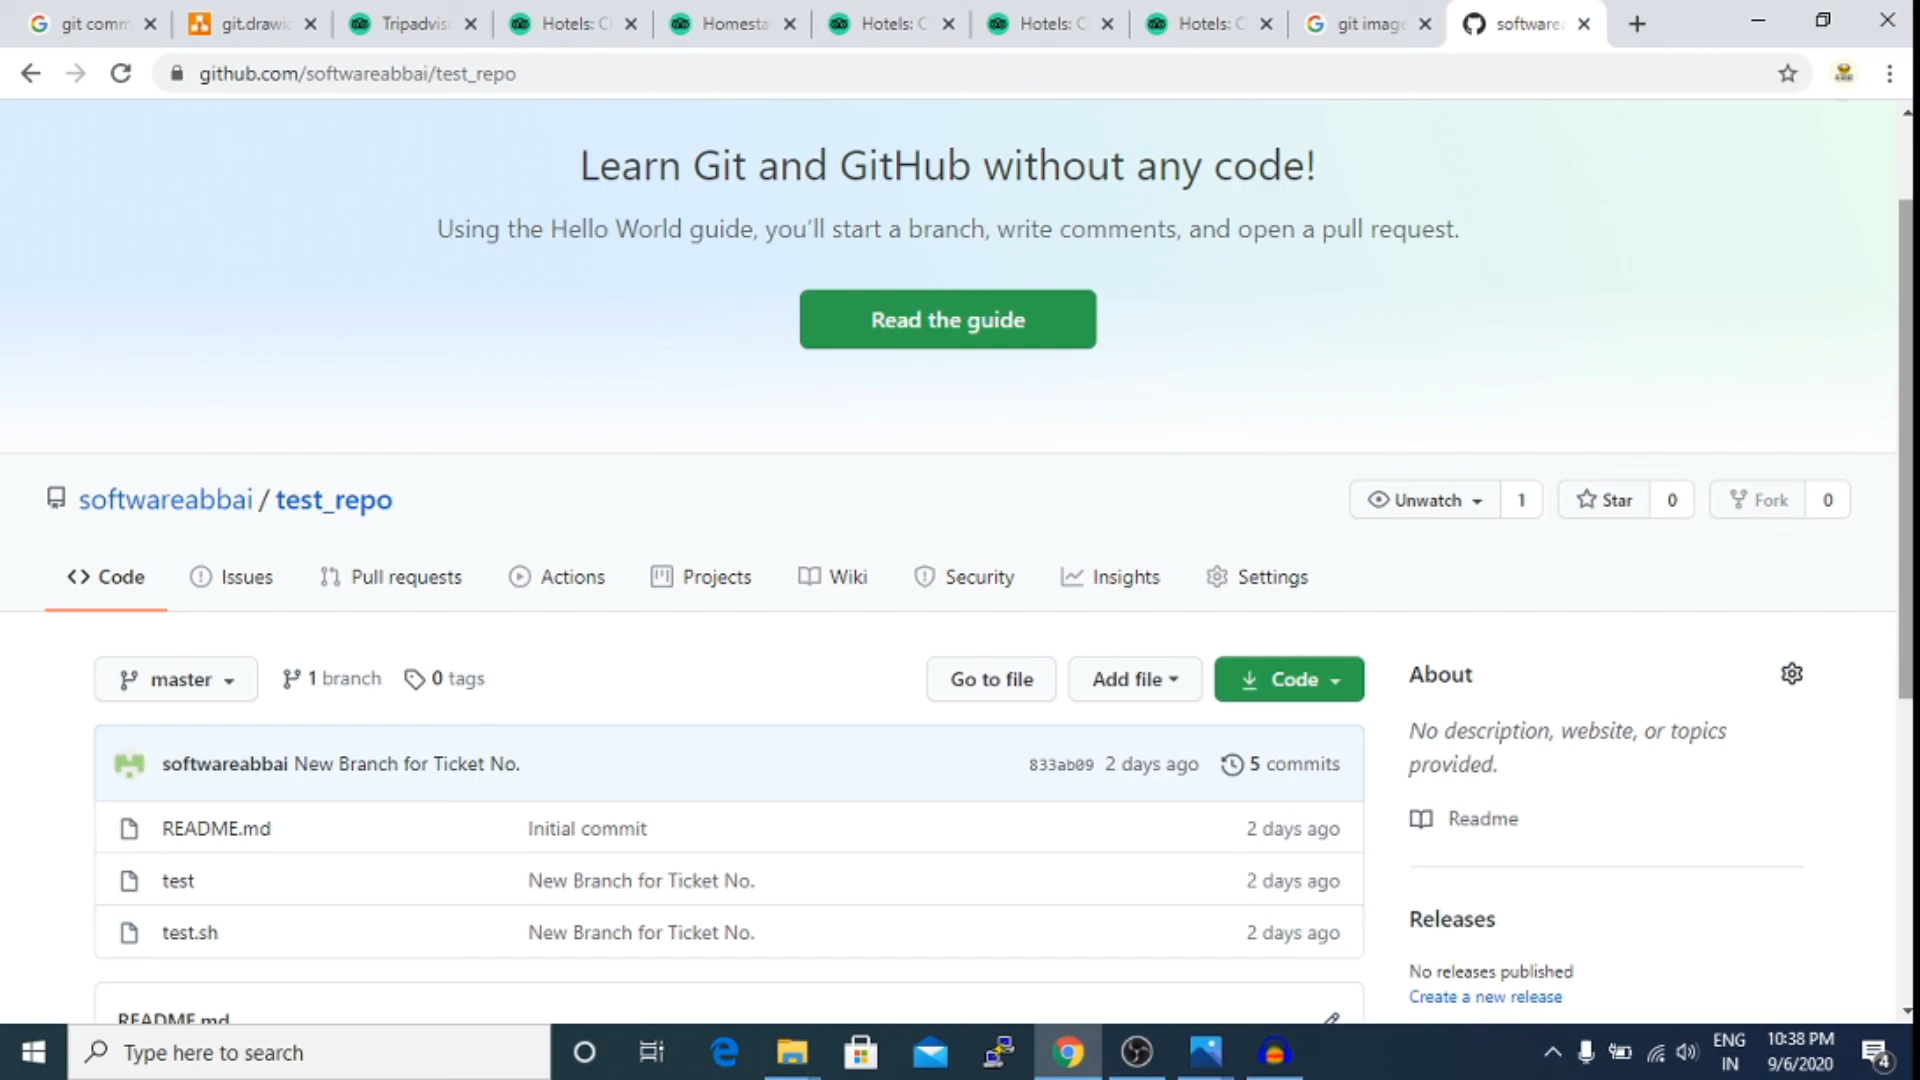 git comm
git.drawio
Tripadvis
Hotels: C
Homesta
Hotels: C
Hotels: C
Hotels: C
git image
softwarea
github.com/softwareabbai/test_repo
Learn Git and GitHub without any code!
Using the Hello World guide, you’ll start a branch, write comments, and open a pull request.
Read the guide
softwareabbai / test_repo
Unwatch 1
Star 0
Fork 0
Code
Issues
Pull requests
Actions
Projects
Wiki
Security
Insights
Settings
master
1 branch
0 tags
Go to file
Add file
Code
softwareabbai New Branch for Ticket No.
833ab09 2 days ago
5 commits
README.md Initial commit 2 days ago
test New Branch for Ticket No. 2 days ago
test.sh New Branch for Ticket No. 2 days ago
README.md
About
No description, website, or topics
provided.
Readme
Releases
No releases published
Create a new release
Type here to search
ENG
IN
10:38 PM
9/6/2020
4